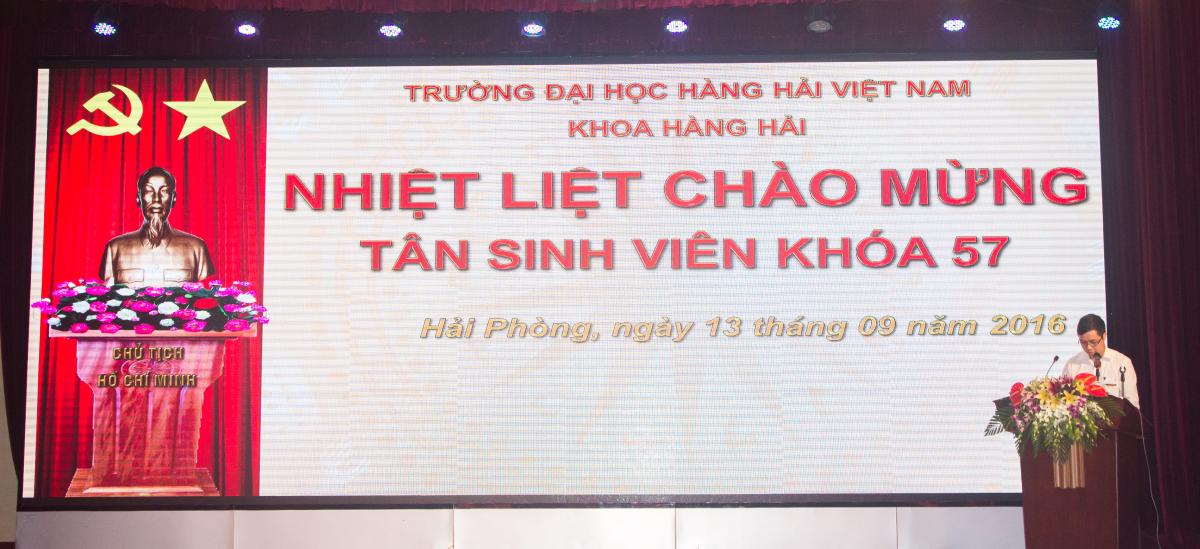 TRƯỜNG ĐẠI HỌC HÀNG HẢI VIỆT NAM
KHOA HÀNG HẢI
NHIỆT LIỆT CHÀO MỪNG
TÂN SINH VIÊN KHÓA 57
Hải Phòng, ngày 13 tháng 09 năm 2016
CHỦ TỊCH
HỒ CHÍ MINH